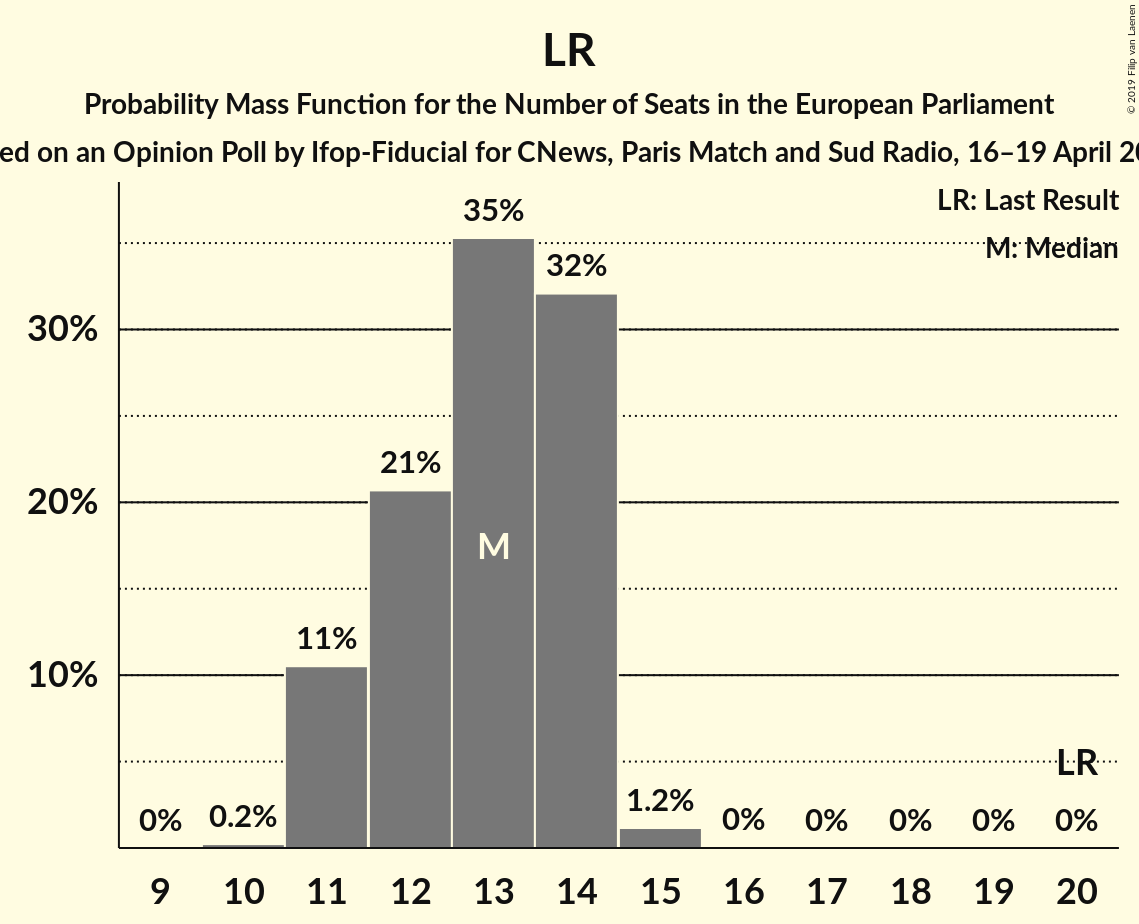 LR
Probability Mass Function for the Number of Seats in the European Parliament
ed on an Opinion Poll by Ifop-Fiducial for CNews, Paris Match and Sud Radio, 16–19 April 20
© 2019 Filip van Laenen
LR: Last Result
M: Median
35%
32%
30%
21%
20%
M
11%
10%
LR
0% 0.2% 1.2% 0% 0% 0% 0% 0%
9 10 11 12 13 14 15 16 17 18 19 20